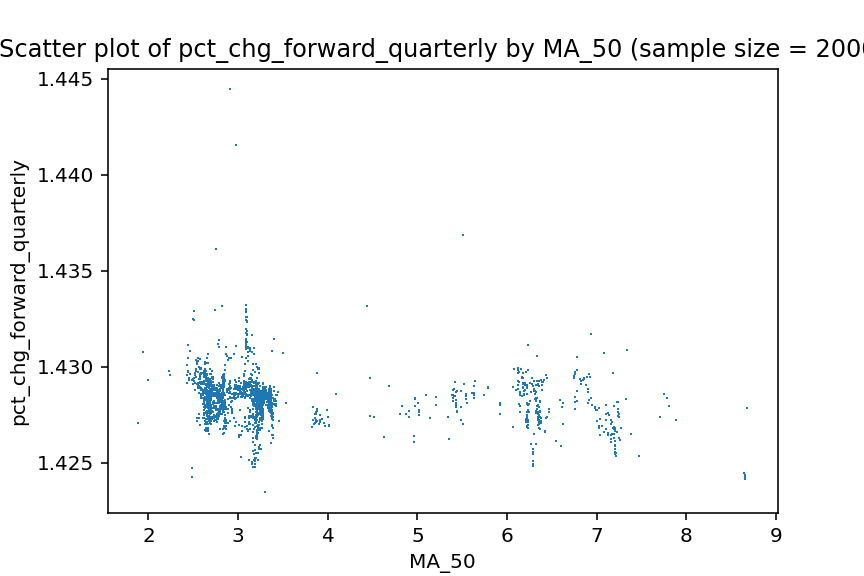 Scatter plot of pct_chg_forward_quarterly by MA_50 (sample size = 200
pct_chg_forward_quarterly
1.445
1.440
1.435
1.430
1.425
2 3 4 5 6 7 8 9
MA_50